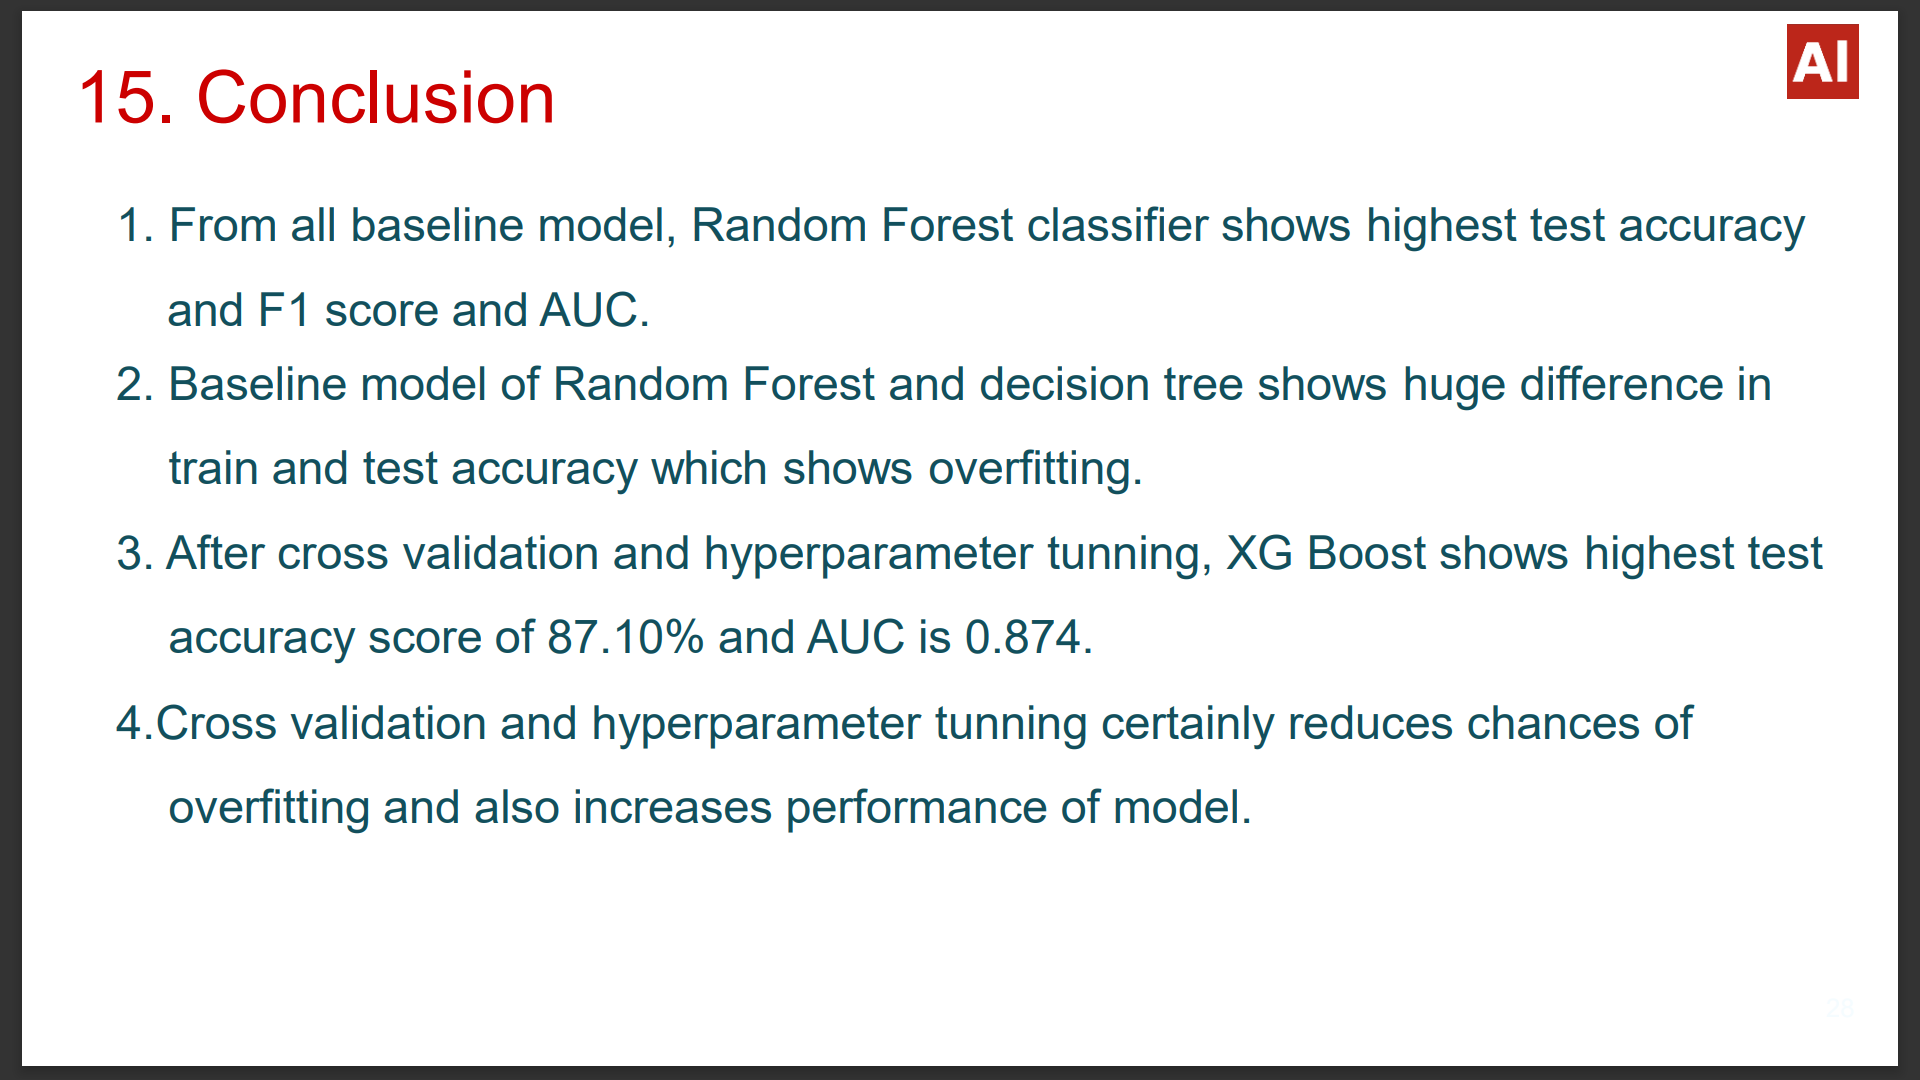 AI
15. Conclusion
1. From all baseline model, Random Forest classifier shows highest test accuracy
and F1 score and AUC.
2. Baseline model of Random Forest and decision tree shows huge difference in
train and test accuracy which shows overfitting.
3. After cross validation and hyperparameter tunning, XG Boost shows highest test
accuracy score of 87.10% and AUC is 0.874.
4.Cross validation and hyperparameter tunning certainly reduces chances of
overfitting and also increases performance of model.
28